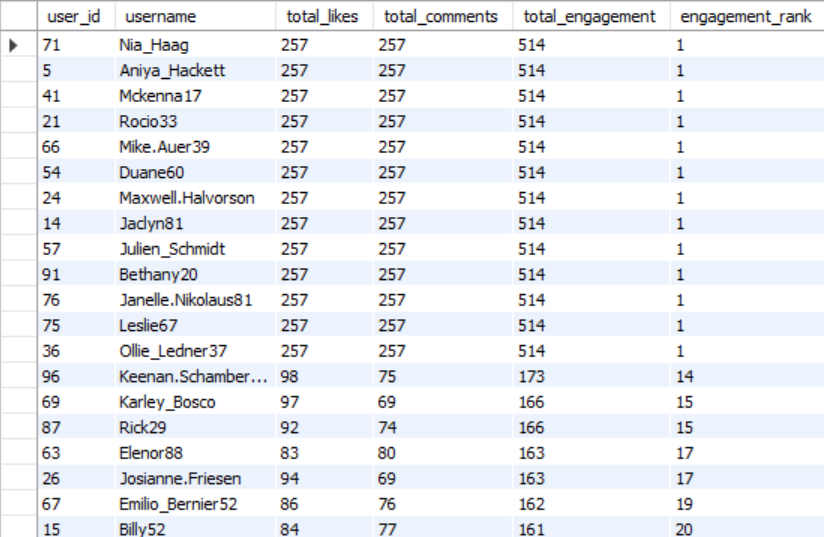 user_id username total_likes total_comments total_engagement engagement_rank
71 Nia_Haag 257 257 514 1
5 Aniya_Hackett 257 257 514 1
41 Mckenna17 257 257 514 1
21 Rocio33 257 257 514 1
66 Mike.Auer39 257 257 514 1
54 Duane60 257 257 514 1
24 Maxwell.Halvorson 257 257 514 1
14 Jaclyn81 257 257 514 1
57 Julien_Schmidt 257 257 514 1
91 Bethany20 257 257 514 1
76 Janelle.Nikolaus81 257 257 514 1
75 Leslie67 257 257 514 1
36 Ollie_Ledner37 257 257 514 1
96 Keenan.Schamber... 98 75 173 14
69 Karley_Bosco 97 69 166 15
87 Rick29 92 74 166 15
63 Elenor88 83 80 163 17
26 Josianne.Friesen 94 69 163 17
67 Emilio_Bernier52 86 76 162 19
15 Billy52 84 77 161 20